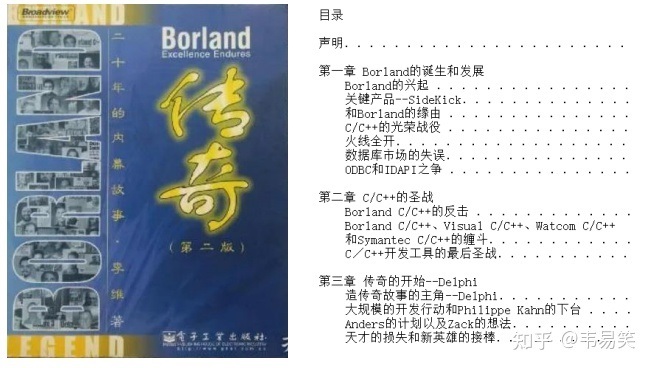 BORLAND
Broadview
Borland
Excellence Endures
传奇
(第二版)
二十年的内幕故事·李维著
BORLAND
电子工业出版社
http://www.phei.com.cn
LEGEND
目录
声明. . . . . . . . . . . . . . . . . . . . . . .
第一章 Borland的诞生和发展
Borland的兴起 . . . . . . . . . . . . . . .
关键产品--SideKick. . . . . . . . . . . . . .
和Borland的缘由 . . . . . . . . . . . . . .
C/C++的光荣战役 . . . . . . . . . . . . . .
火线全开. . . . . . . . . . . . . . . . . .
数据库市场的失误. . . . . . . . . . . . . .
ODBC和IDAPI之争 . . . . . . . . . . . . . .
第二章 C/C++的圣战
Borland C/C++的反击 . . . . . . . . . . . .
Borland C/C++、Visual C/C++、Watcom C/C++
和Symantec C/C++的缠斗. . . . . . . . . . .
C／C++开发工具的最后圣战. . . . . . . . . .
第三章 传奇的开始--Delphi
造传奇故事的主角--Delphi. . . . . . . . . .
大规模的开发行动和Philippe Kahn的下台 . . .
Anders的计划以及Zack的想法. . . . . . . . .
天才的损失和新英雄的接棒. . . . . . . . . .
知乎 @韦易笑